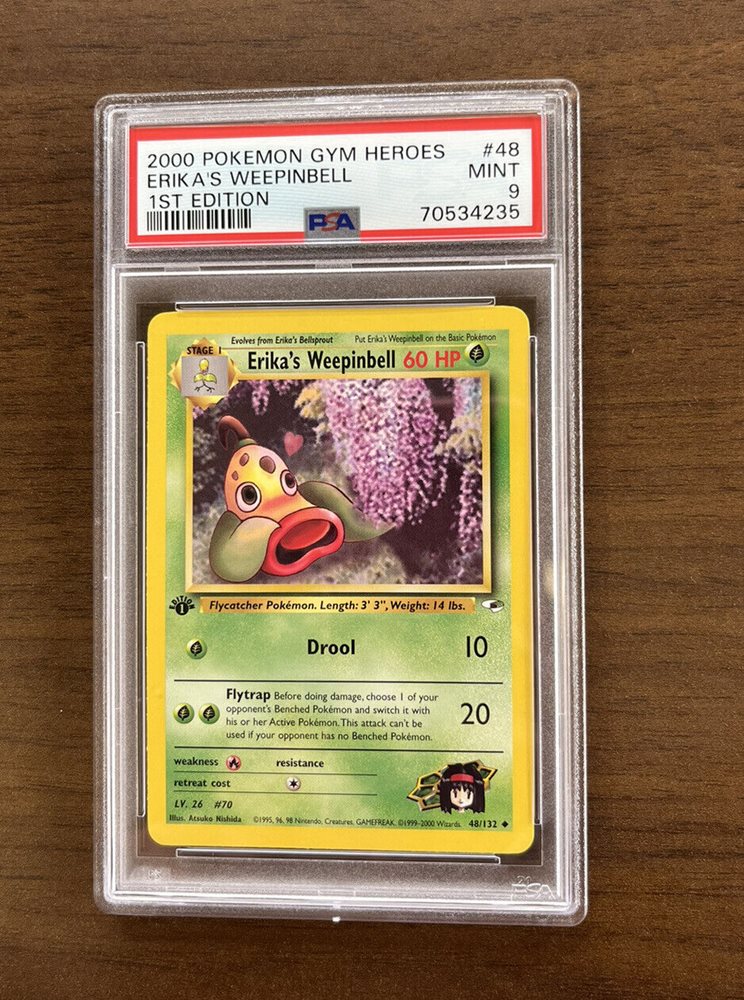 2000 POKEMON GYM HEROES #48
ERIKA'S WEEPINBELL MINT
1ST EDITION 9
PSA 70534235
Evolves from Erika's Bellsprout Put Erika's Weepinbell on the Basic Pokémon
STAGE 1
Erika's Weepinbell 60 HP
EDITION
1
Flycatcher Pokémon. Length: 3' 3", Weight: 14 lbs.
Drool 10
Flytrap Before doing damage, choose 1 of your
opponent's Benched Pokémon and switch it with
his or her Active Pokémon. This attack can't be
used if your opponent has no Benched Pokémon.
20
weakness resistance
retreat cost
LV. 26 #70
Illus. Atsuko Nishida ©1995, 96, 98 Nintendo, Creatures, GAMEFREAK. ©1999-2000 Wizards. 48/132
PSA